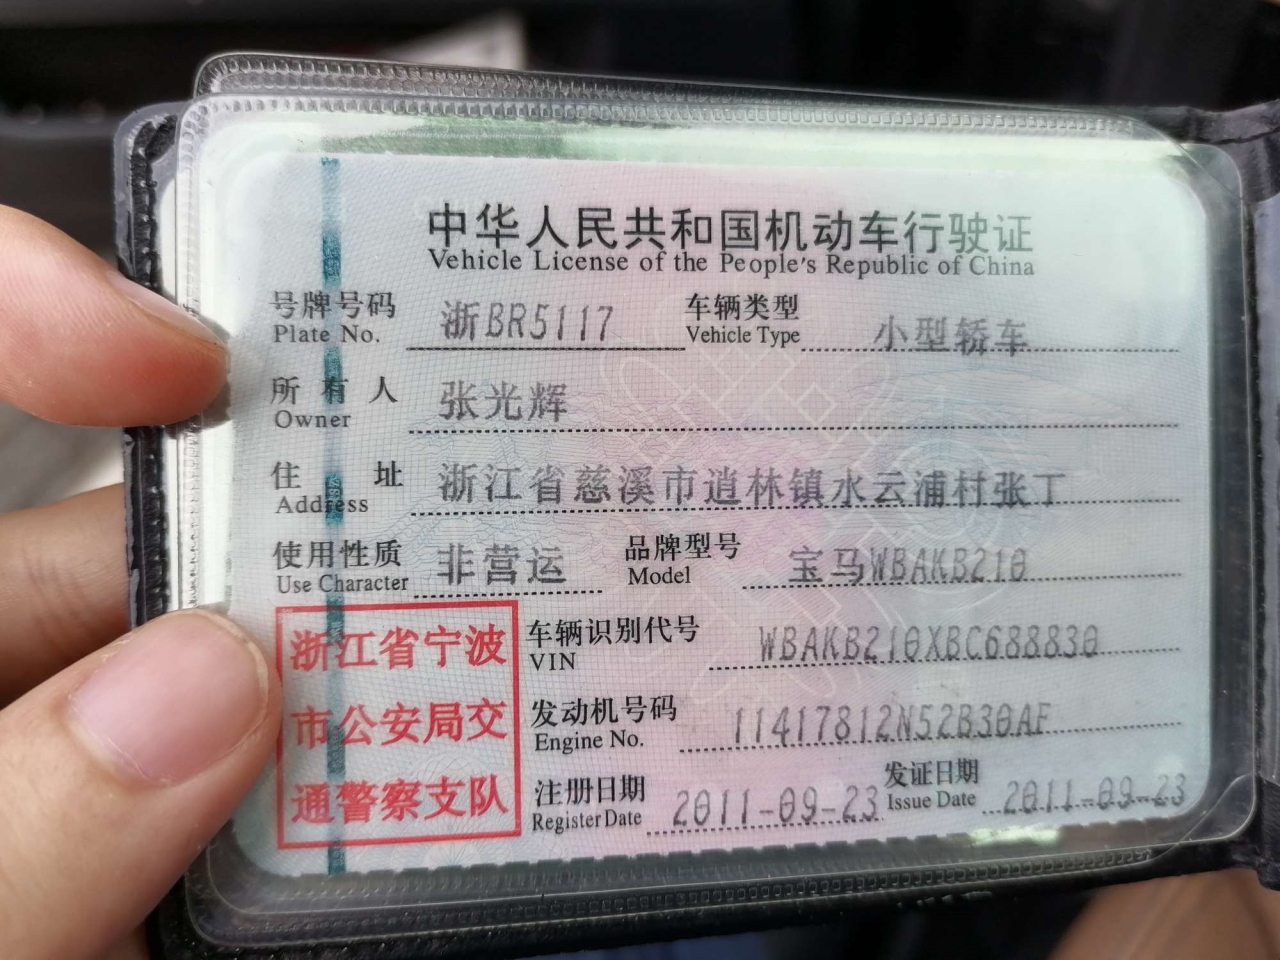 中华人民共和国机动车行驶证
Vehicle License of the People's Republic of China
号牌号码 浙BR5117 车辆类型 小型轿车
Plate No. Vehicle Type
所有人 张光辉
Owner
住址 浙江省慈溪市逍林镇水云浦村张丁
Address
使用性质 非营运 品牌型号 宝马WBAKB210
Use Character Model
浙江省宁波
市公安局交
通警察支队
车辆识别代号 WBAKB210XBC688830
VIN
发动机号码 11417812N52B30AF
Engine No.
注册日期 2011-09-23 发证日期 2011-09-23
Register Date Issue Date